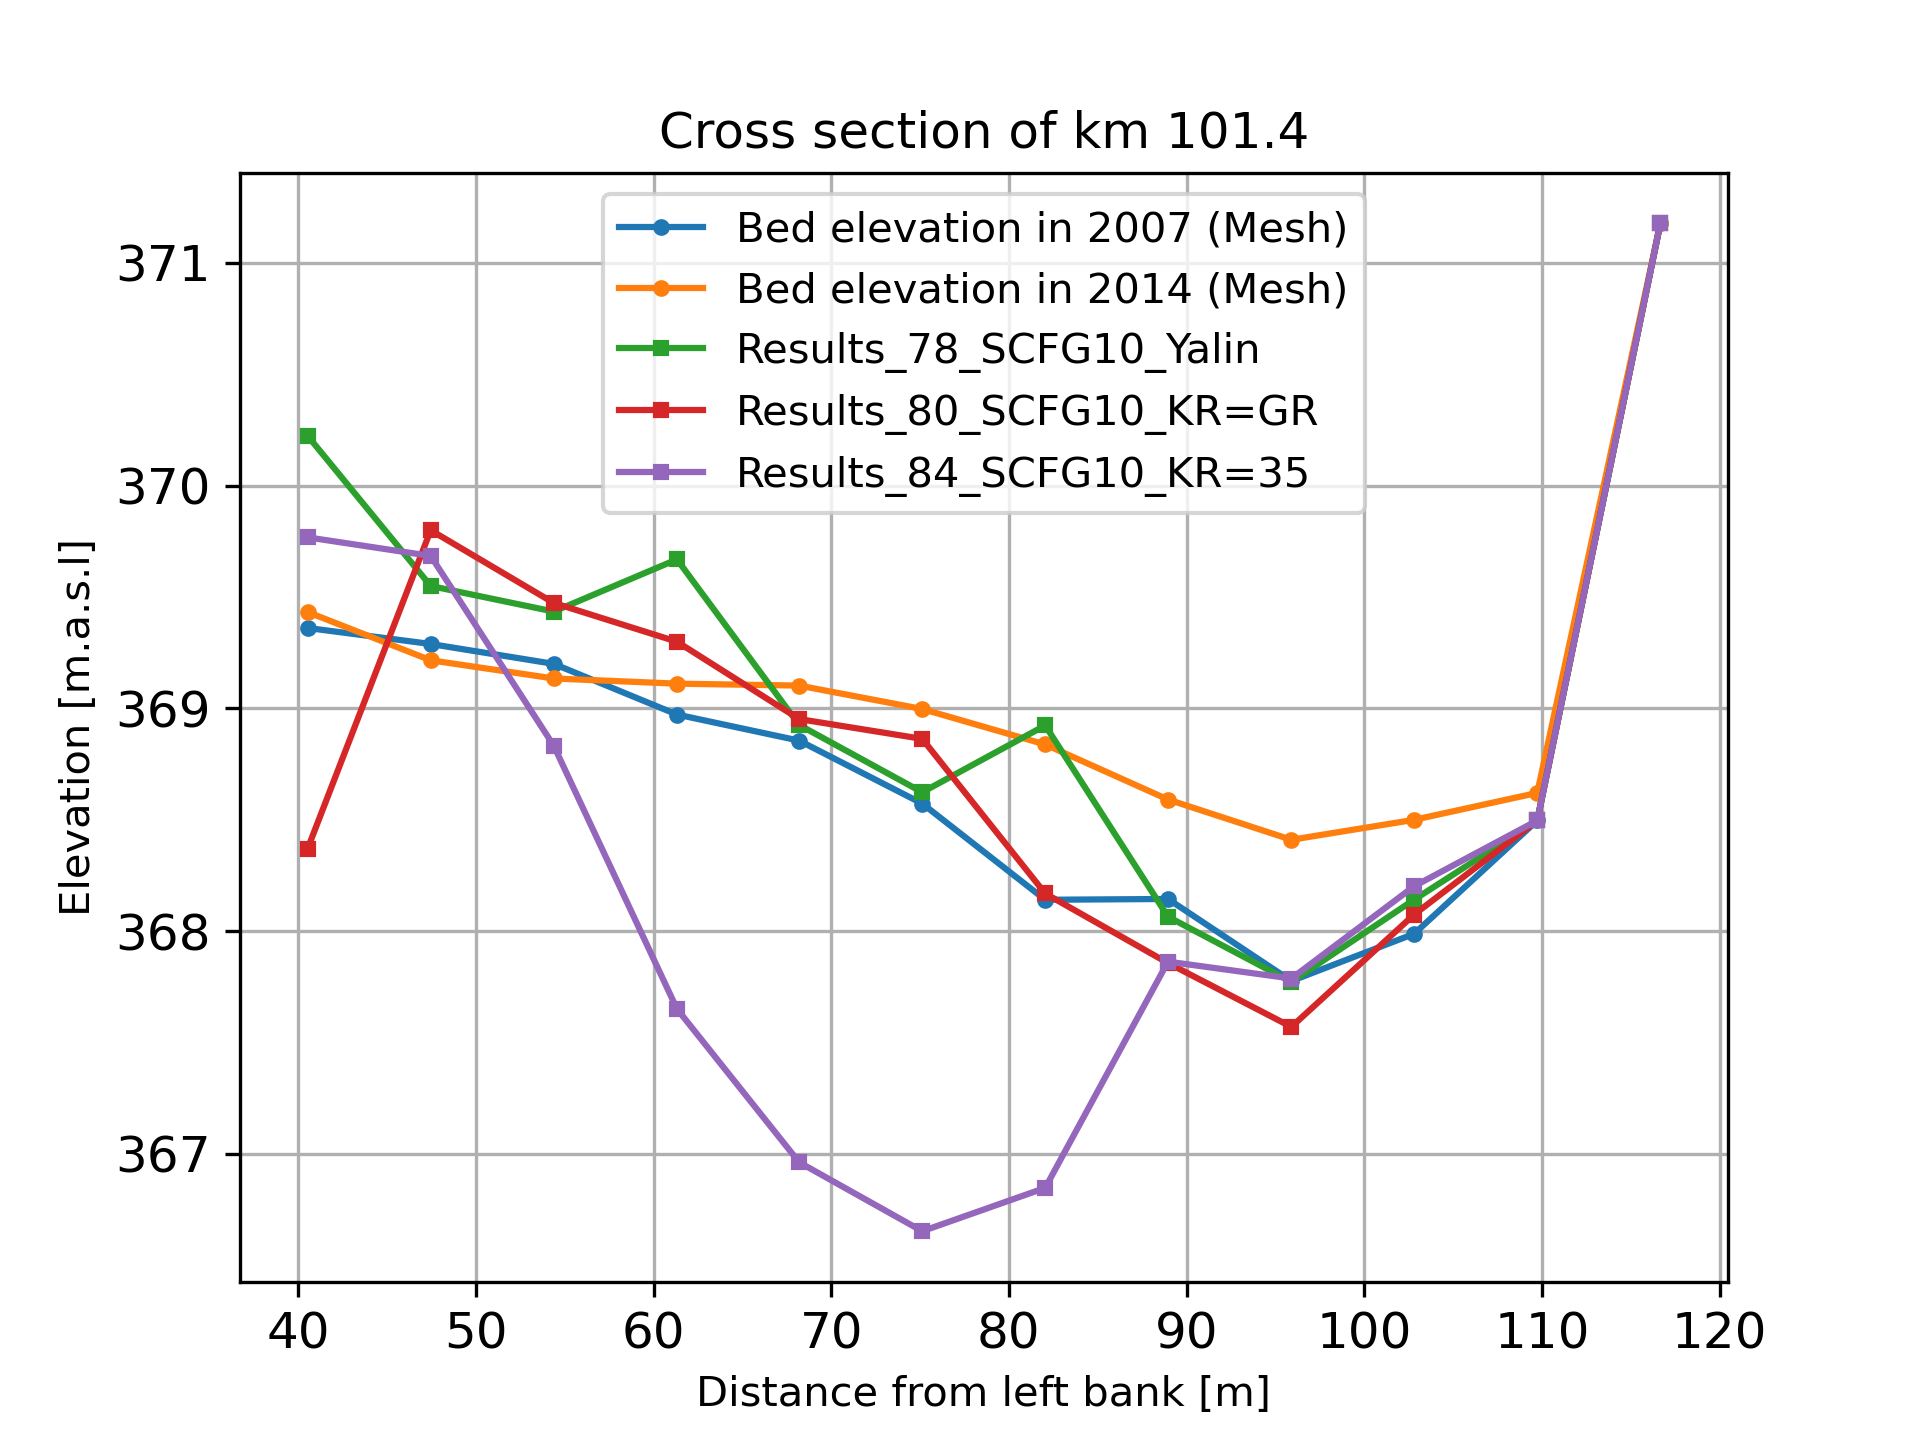 Cross section of km 101.4
Bed elevation in 2007 (Mesh)
Bed elevation in 2014 (Mesh)
Results_78_SCFG10_Yalin
Results_80_SCFG10_KR=GR
Results_84_SCFG10_KR=35
371
370
369
368
367
Elevation [m.a.s.l]
40 50 60 70 80 90 100 110 120
Distance from left bank [m]